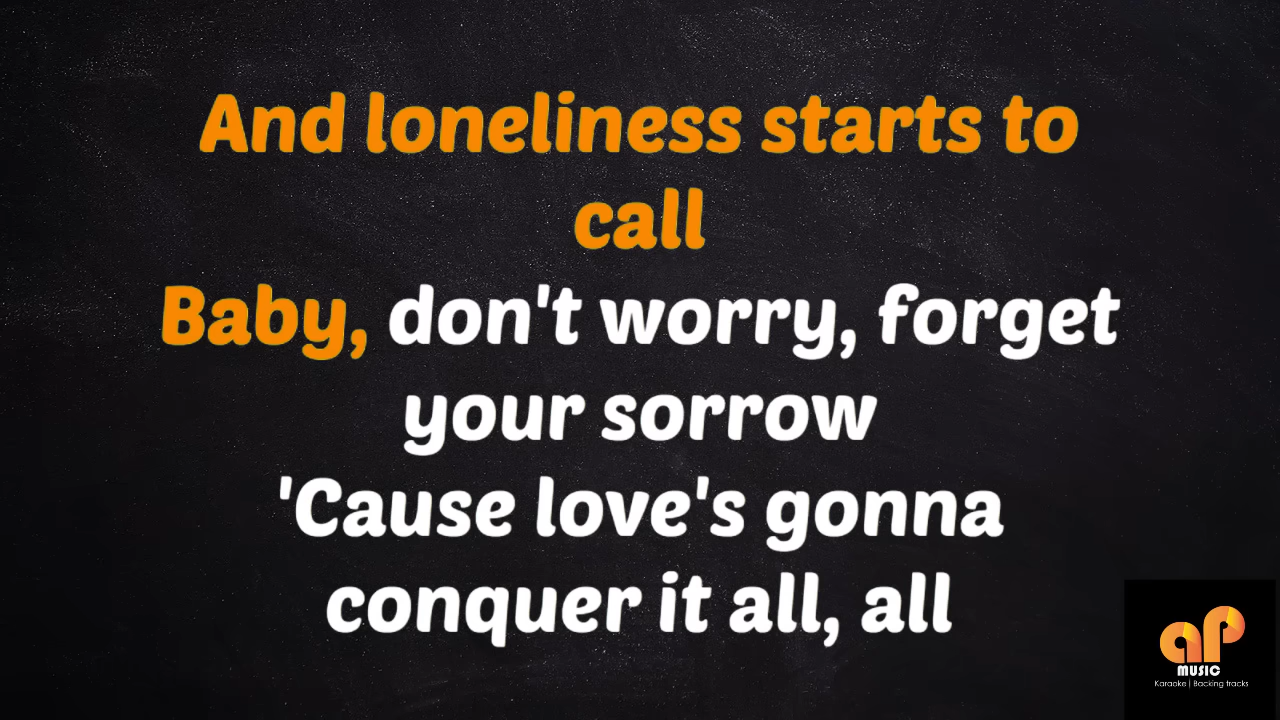 And loneliness starts to
call
Baby, don't worry, forget
your sorrow
'Cause love's gonna
conquer it all, all
ap
MUSIC
Karaoke | Backing tracks